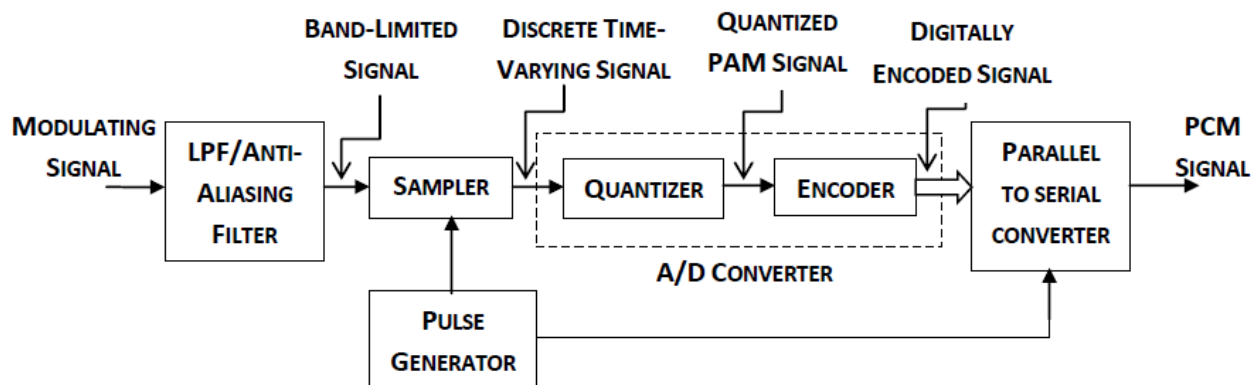 BAND-LIMITED
SIGNAL
DISCRETE TIME-
VARYING SIGNAL
QUANTIZED
PAM SIGNAL
DIGITALLY
ENCODED SIGNAL
MODULATING
SIGNAL
LPF/ANTI-
ALIASING
FILTER
SAMPLER
QUANTIZER
ENCODER
PARALLEL
TO SERIAL
CONVERTER
PCM
SIGNAL
A/D CONVERTER
PULSE
GENERATOR